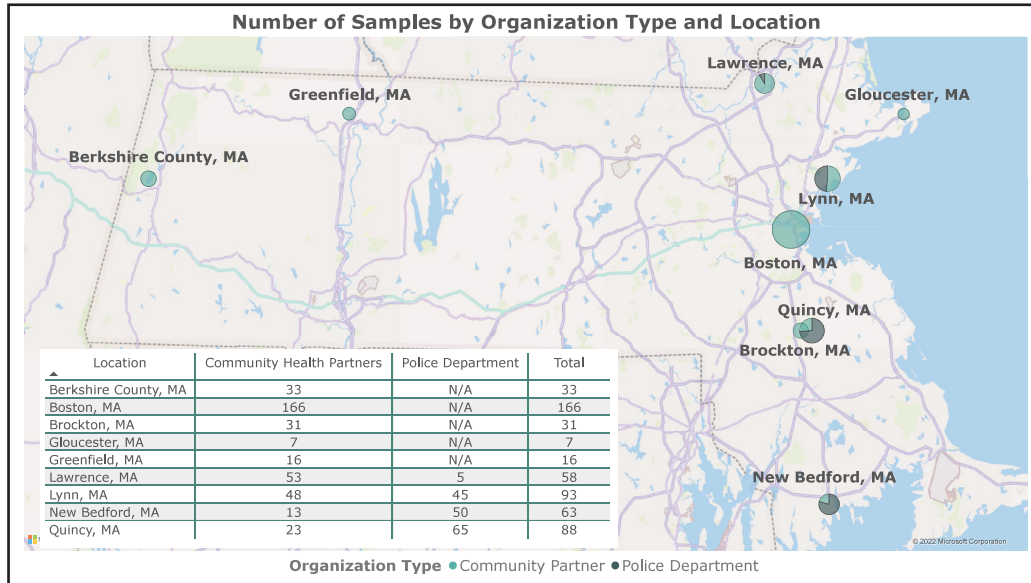 Number of Samples by Organization Type and Location
Lawrence, MA
Greenfield, MA
Gloucester, MA
Berkshire County, MA
Lynn, MA
Boston, MA
Quincy, MA
Brockton, MA
New Bedford, MA
Location Community Health Partners Police Department Total
Berkshire County, MA 33 N/A 33
Boston, MA 166 N/A 166
Brockton, MA 31 N/A 31
Gloucester, MA 7 N/A 7
Greenfield, MA 16 N/A 16
Lawrence, MA 53 5 58
Lynn, MA 48 45 93
New Bedford, MA 13 50 63
Quincy, MA 23 65 88
© 2022 Microsoft Corporation
Organization Type Community Partner Police Department